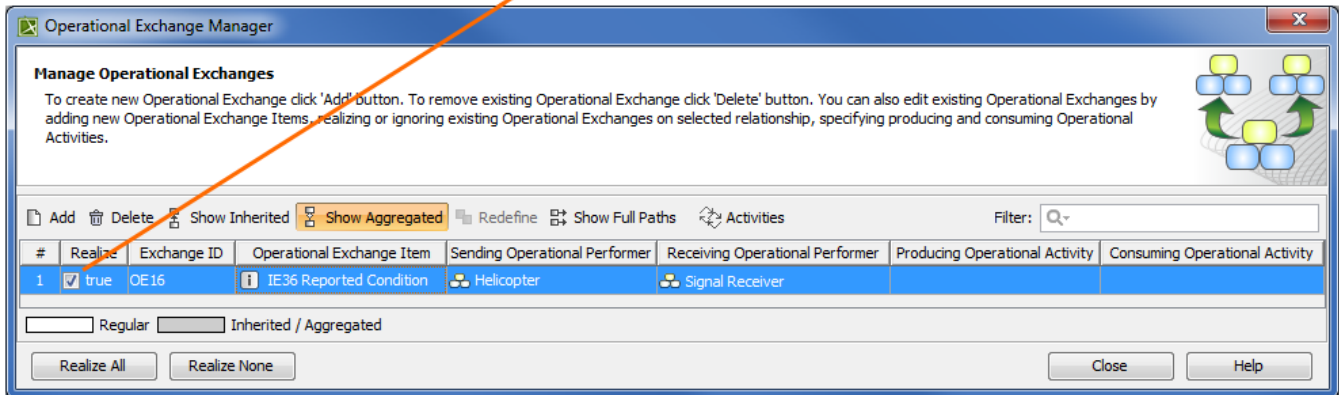 Operational Exchange Manager
Manage Operational Exchanges
To create new Operational Exchange click 'Add' button. To remove existing Operational Exchange click 'Delete' button. You can also edit existing Operational Exchanges by
adding new Operational Exchange Items, realizing or ignoring existing Operational Exchanges on selected relationship, specifying producing and consuming Operational
Activities.
Add Delete Show Inherited Show Aggregated Redefine Show Full Paths Activities Filter:
# Realize Exchange ID Operational Exchange Item Sending Operational Performer Receiving Operational Performer Producing Operational Activity Consuming Operational Activity
1 true OE16 IE36 Reported Condition Helicopter Signal Receiver
Regular Inherited / Aggregated
Realize All Realize None Close Help